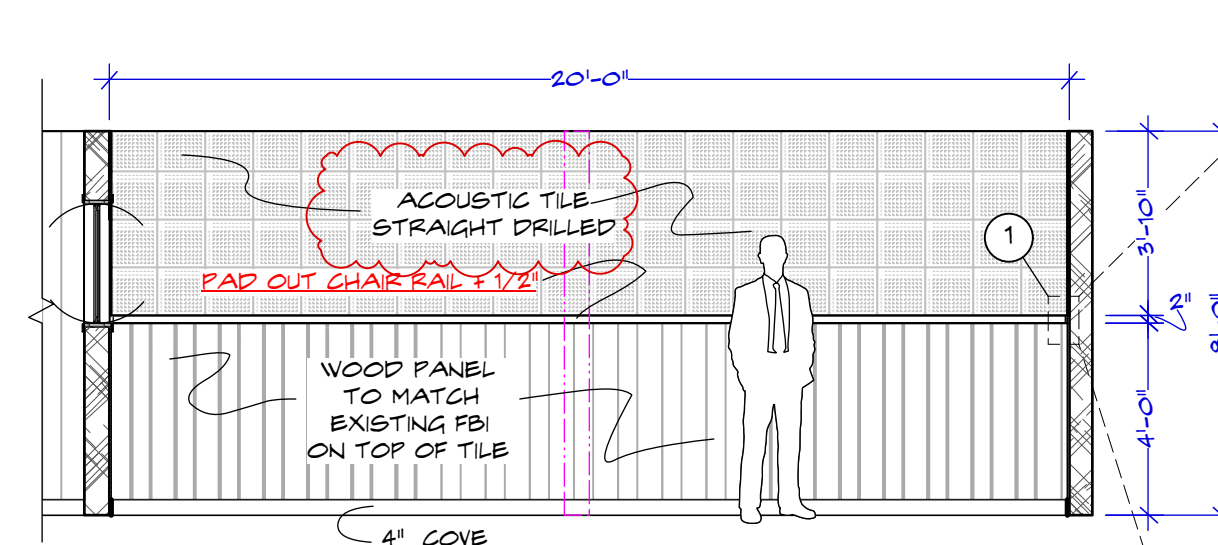 20'-0"
ACOUSTIC TILE
STRAIGHT DRILLED
1
3'-10"
PAD OUT CHAIR RAIL + 1/2"
2"
WOOD PANEL
TO MATCH
EXISTING FBI
ON TOP OF TILE
4'-0"
4" COVE